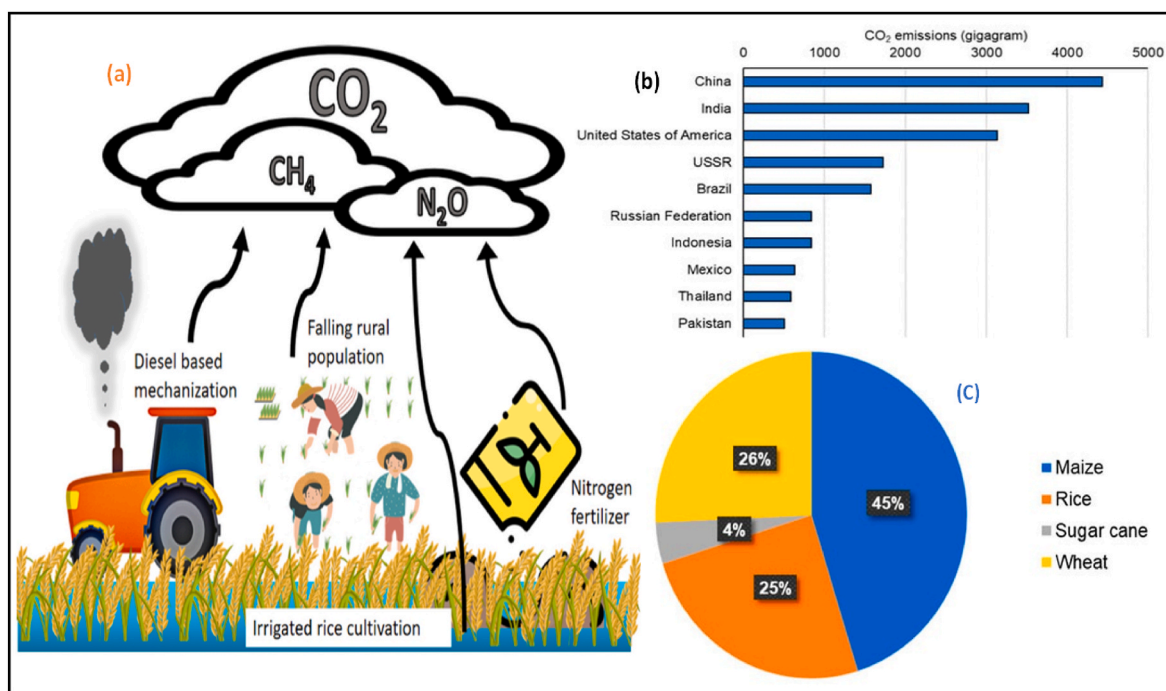 (a)
CO₂
CH₄
N₂O
Diesel based
mechanization
Falling rural
population
Nitrogen
fertilizer
Irrigated rice cultivation
(b)
CO₂ emissions (gigagram)
0 1000 2000 3000 4000 5000
China
India
United States of America
USSR
Brazil
Russian Federation
Indonesia
Mexico
Thailand
Pakistan
(C)
26%
45%
4%
25%
Maize
Rice
Sugar cane
Wheat